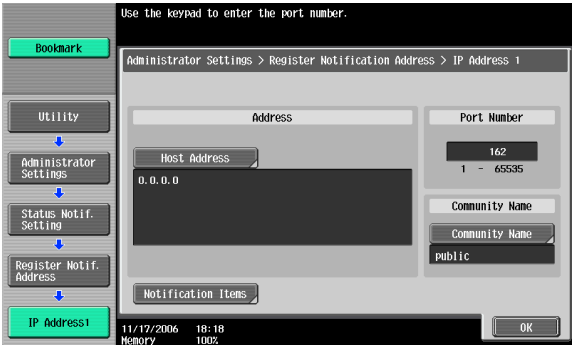 Use the keypad to enter the port number.
Bookmark
Administrator Settings > Register Notification Address > IP Address 1
Utility
Administrator
Settings
Status Notif.
Setting
Register Notif.
Address
IP Address1
Address
Host Address
0.0.0.0
Notification Items
Port Number
162
1 - 65535
Community Name
Community Name
public
11/17/2006 18:18
Memory 100%
OK